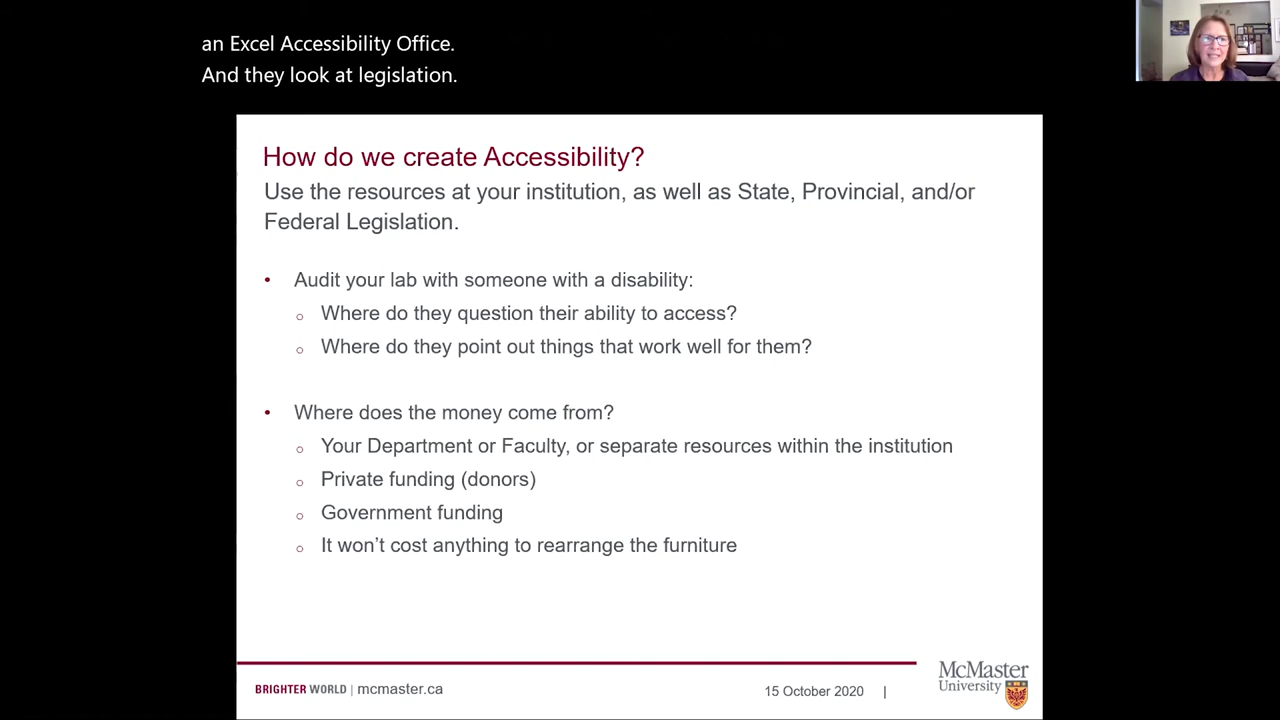 an Excel Accessibility Office.
And they look at legislation.
How do we create Accessibility?
Use the resources at your institution, as well as State, Provincial, and/or
Federal Legislation.
• Audit your lab with someone with a disability:
○ Where do they question their ability to access?
○ Where do they point out things that work well for them?
• Where does the money come from?
○ Your Department or Faculty, or separate resources within the institution
○ Private funding (donors)
○ Government funding
○ It won’t cost anything to rearrange the furniture
BRIGHTER WORLD | mcmaster.ca
15 October 2020 |
McMaster
University